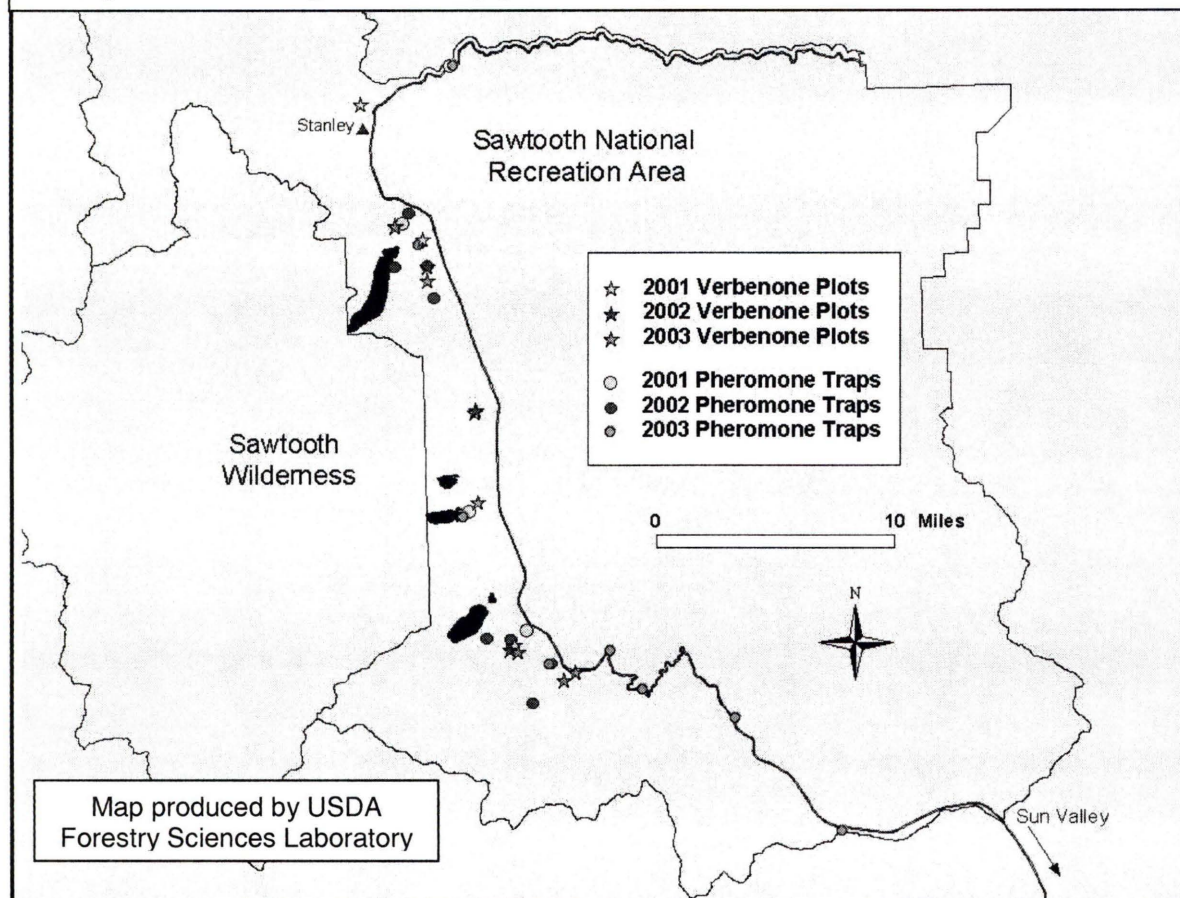 Stanley
Sawtooth National
Recreation Area
2001 Verbenone Plots
2002 Verbenone Plots
2003 Verbenone Plots
2001 Pheromone Traps
2002 Pheromone Traps
2003 Pheromone Traps
Sawtooth
Wilderness
0 10 Miles
N
Map produced by USDA
Forestry Sciences Laboratory
Sun Valley